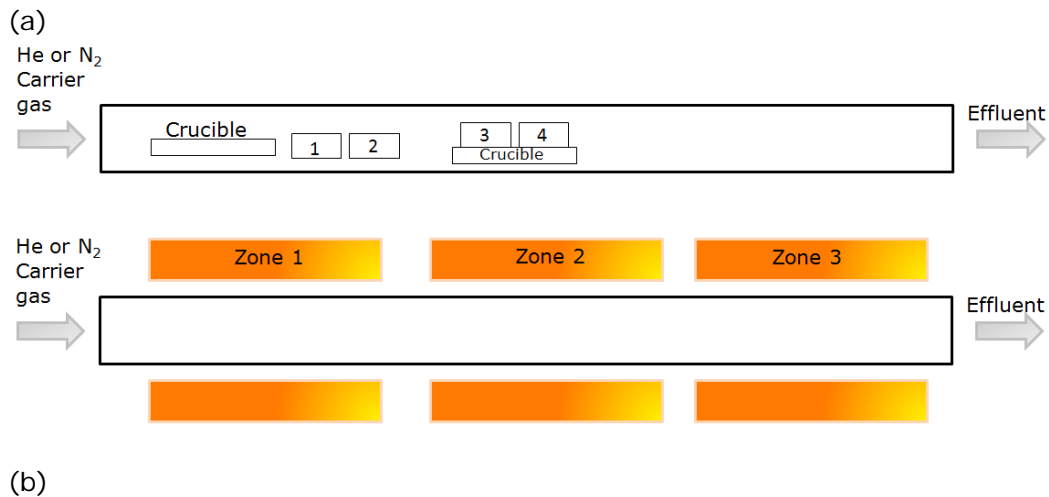 (a)
He or N2
Carrier
gas
Effluent
Crucible
1
2
3
4
Crucible
He or N2
Carrier
gas
Zone 1
Zone 2
Zone 3
Effluent
(b)